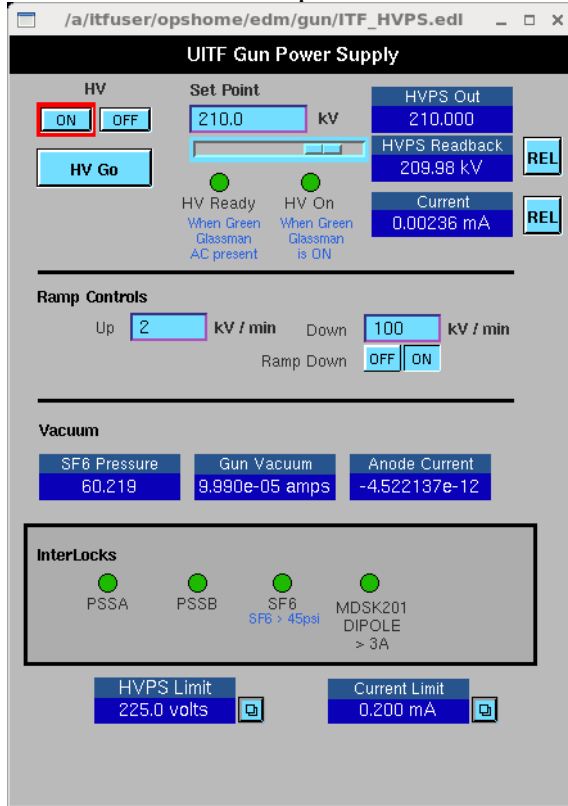 /a/itfuser/opshome/edm/gun/ITF_HVPS.edl
UITF Gun Power Supply
HV
ON OFF
HV Go
Set Point
210.0 kV
HV Ready
When Green
Glassman
AC present
HV On
When Green
Glassman
is ON
HVPS Out
210.000
HVPS Readback
209.98 kV
REL
Current
0.00236 mA
REL
Ramp Controls
Up 2 kV / min Down 100 kV / min
Ramp Down OFF ON
Vacuum
SF6 Pressure
60.219
Gun Vacuum
9.990e-05 amps
Anode Current
-4.522137e-12
InterLocks
PSSA
PSSB
SF6
SF6 > 45psi
MDSK201
DIPOLE
> 3A
HVPS Limit
225.0 volts
Current Limit
0.200 mA